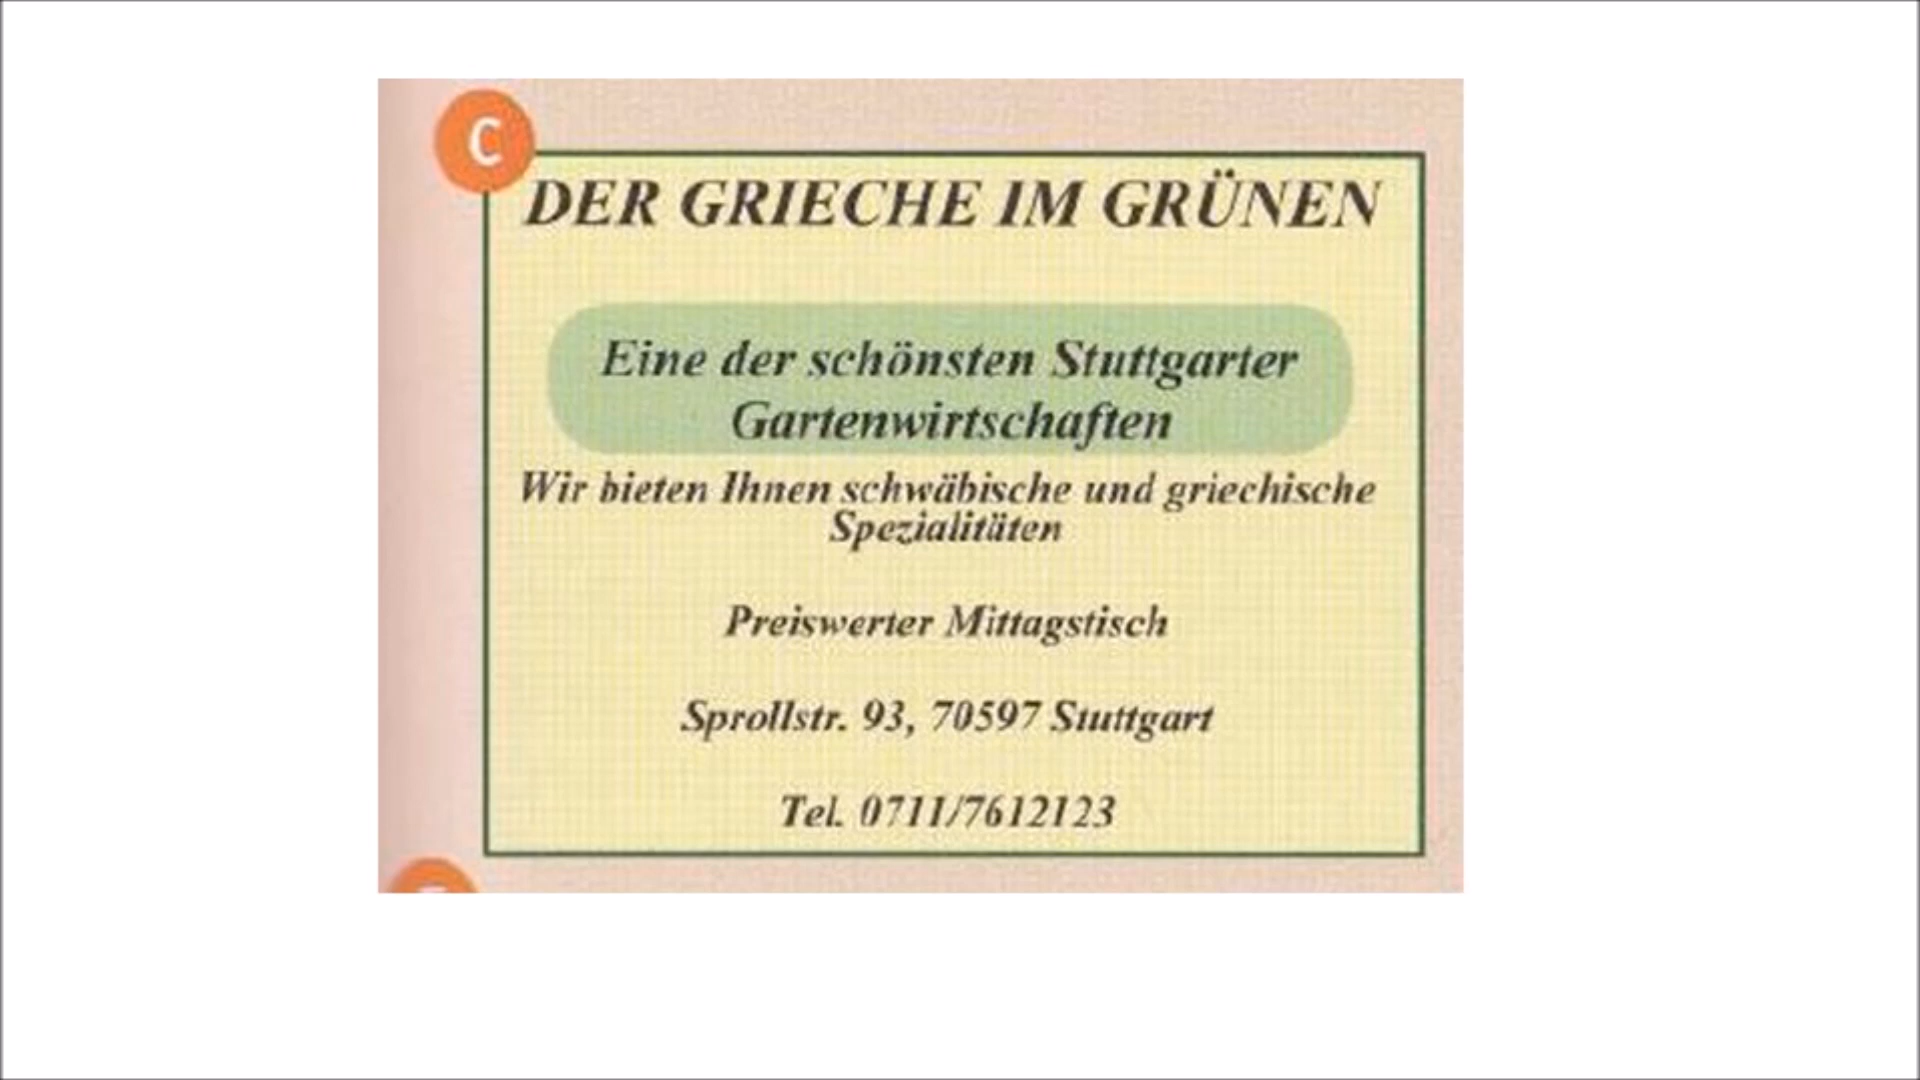 C
DER GRIECHE IM GRÜNEN
Eine der schönsten Stuttgarter
Gartenwirtschaften
Wir bieten Ihnen schwäbische und griechische
Spezialitäten
Preiswerter Mittagstisch
Sprollstr. 93, 70597 Stuttgart
Tel. 0711/7612123